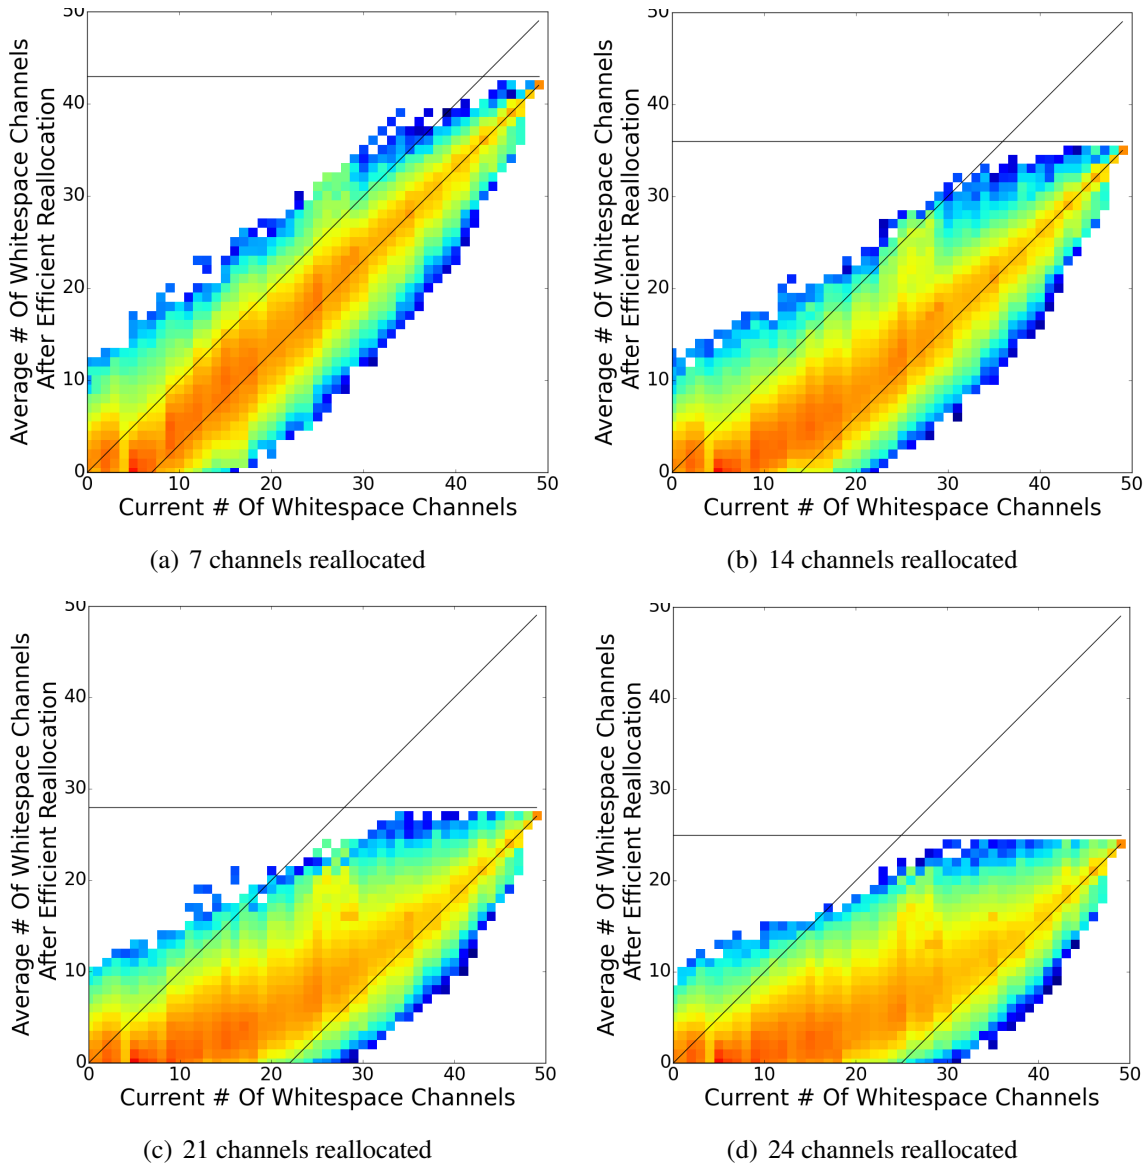 50
40
30
20
10
0
Average # Of Whitespace Channels
After Efficient Reallocation
0 10 20 30 40 50
Current # Of Whitespace Channels
(a) 7 channels reallocated
50
40
30
20
10
0
Average # Of Whitespace Channels
After Efficient Reallocation
0 10 20 30 40 50
Current # Of Whitespace Channels
(b) 14 channels reallocated
50
40
30
20
10
0
Average # Of Whitespace Channels
After Efficient Reallocation
0 10 20 30 40 50
Current # Of Whitespace Channels
(c) 21 channels reallocated
50
40
30
20
10
0
Average # Of Whitespace Channels
After Efficient Reallocation
0 10 20 30 40 50
Current # Of Whitespace Channels
(d) 24 channels reallocated